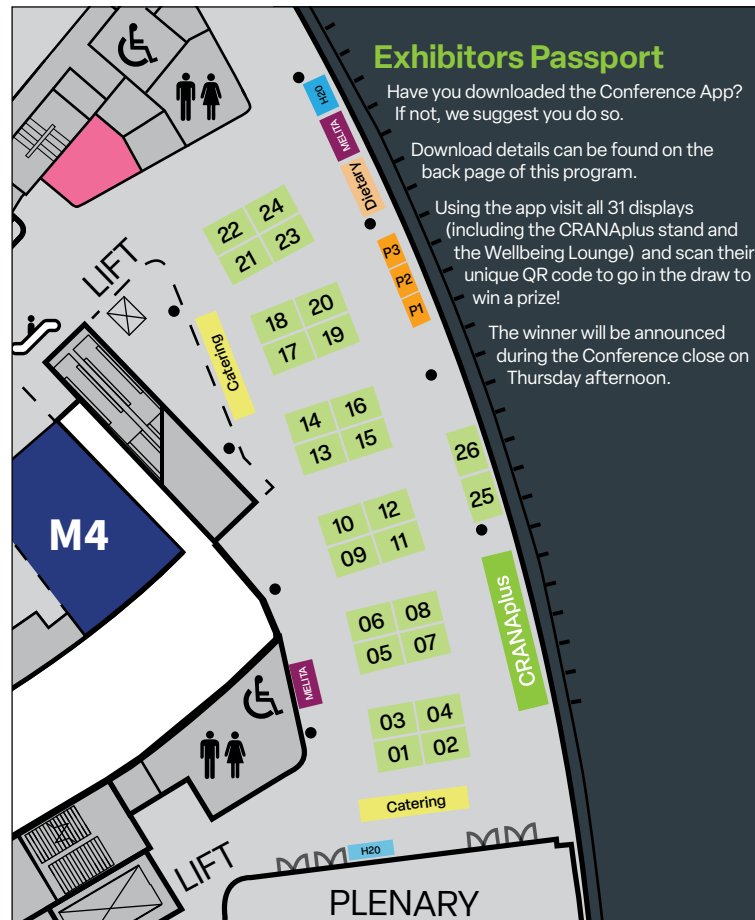 Exhibitors Passport
Have you downloaded the Conference App?
If not, we suggest you do so.
Download details can be found on the
back page of this program.
Using the app visit all 31 displays
(including the CRANAplus stand and
the Wellbeing Lounge) and scan their
unique QR code to go in the draw to
win a prize!
The winner will be announced
during the Conference close on
Thursday afternoon.
H20
MELITA
Dietary
P3
P2
P1
22 24
21 23
LIFT
18 20
17 19
Catering
14 16
13 15
26
25
M4
10 12
09 11
06 08
05 07
CRANAplus
MELITA
03 04
01 02
Catering
H20
LIFT
PLENARY